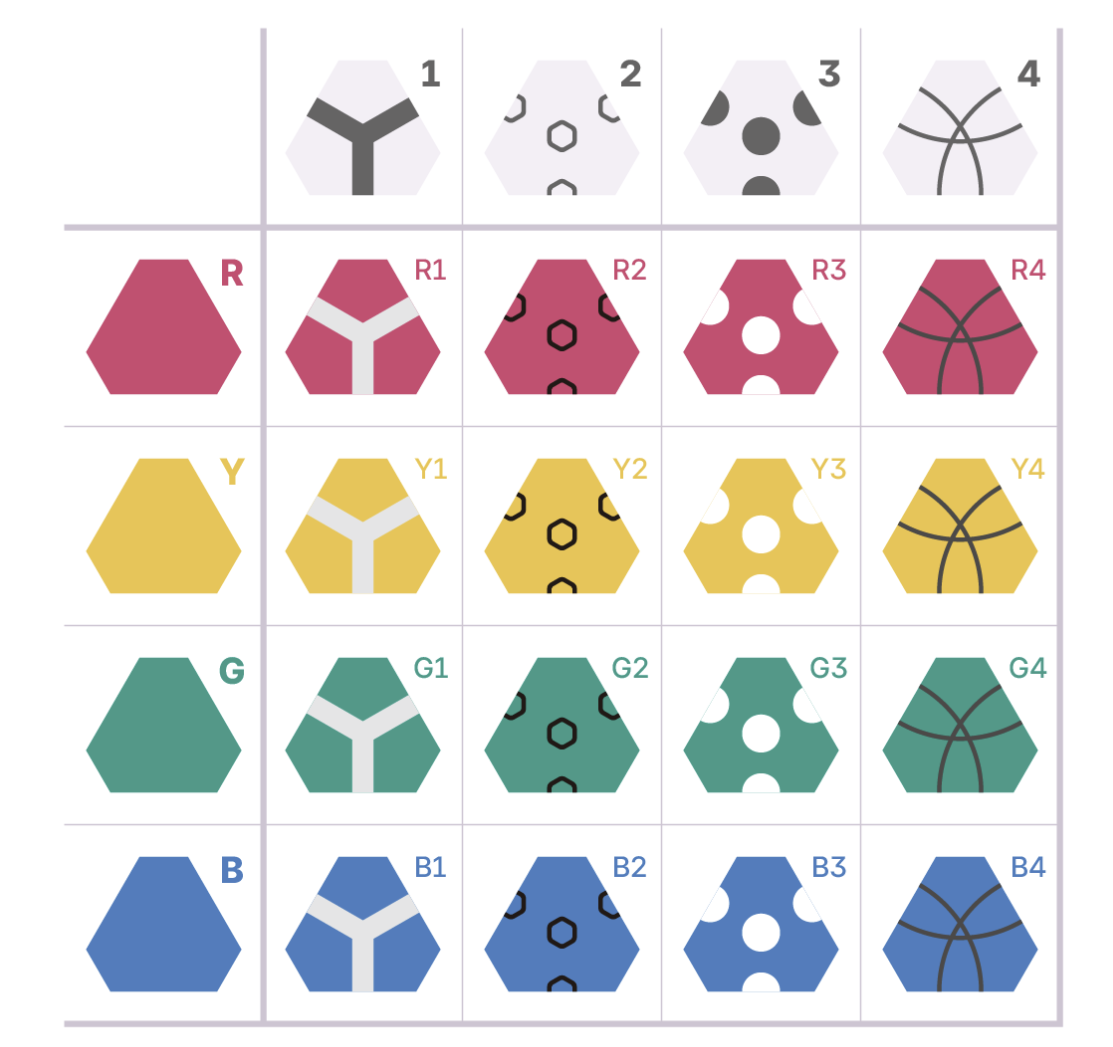 1 2 3 4
R R1 R2 R3 R4
Y Y1 Y2 Y3 Y4
G G1 G2 G3 G4
B B1 B2 B3 B4